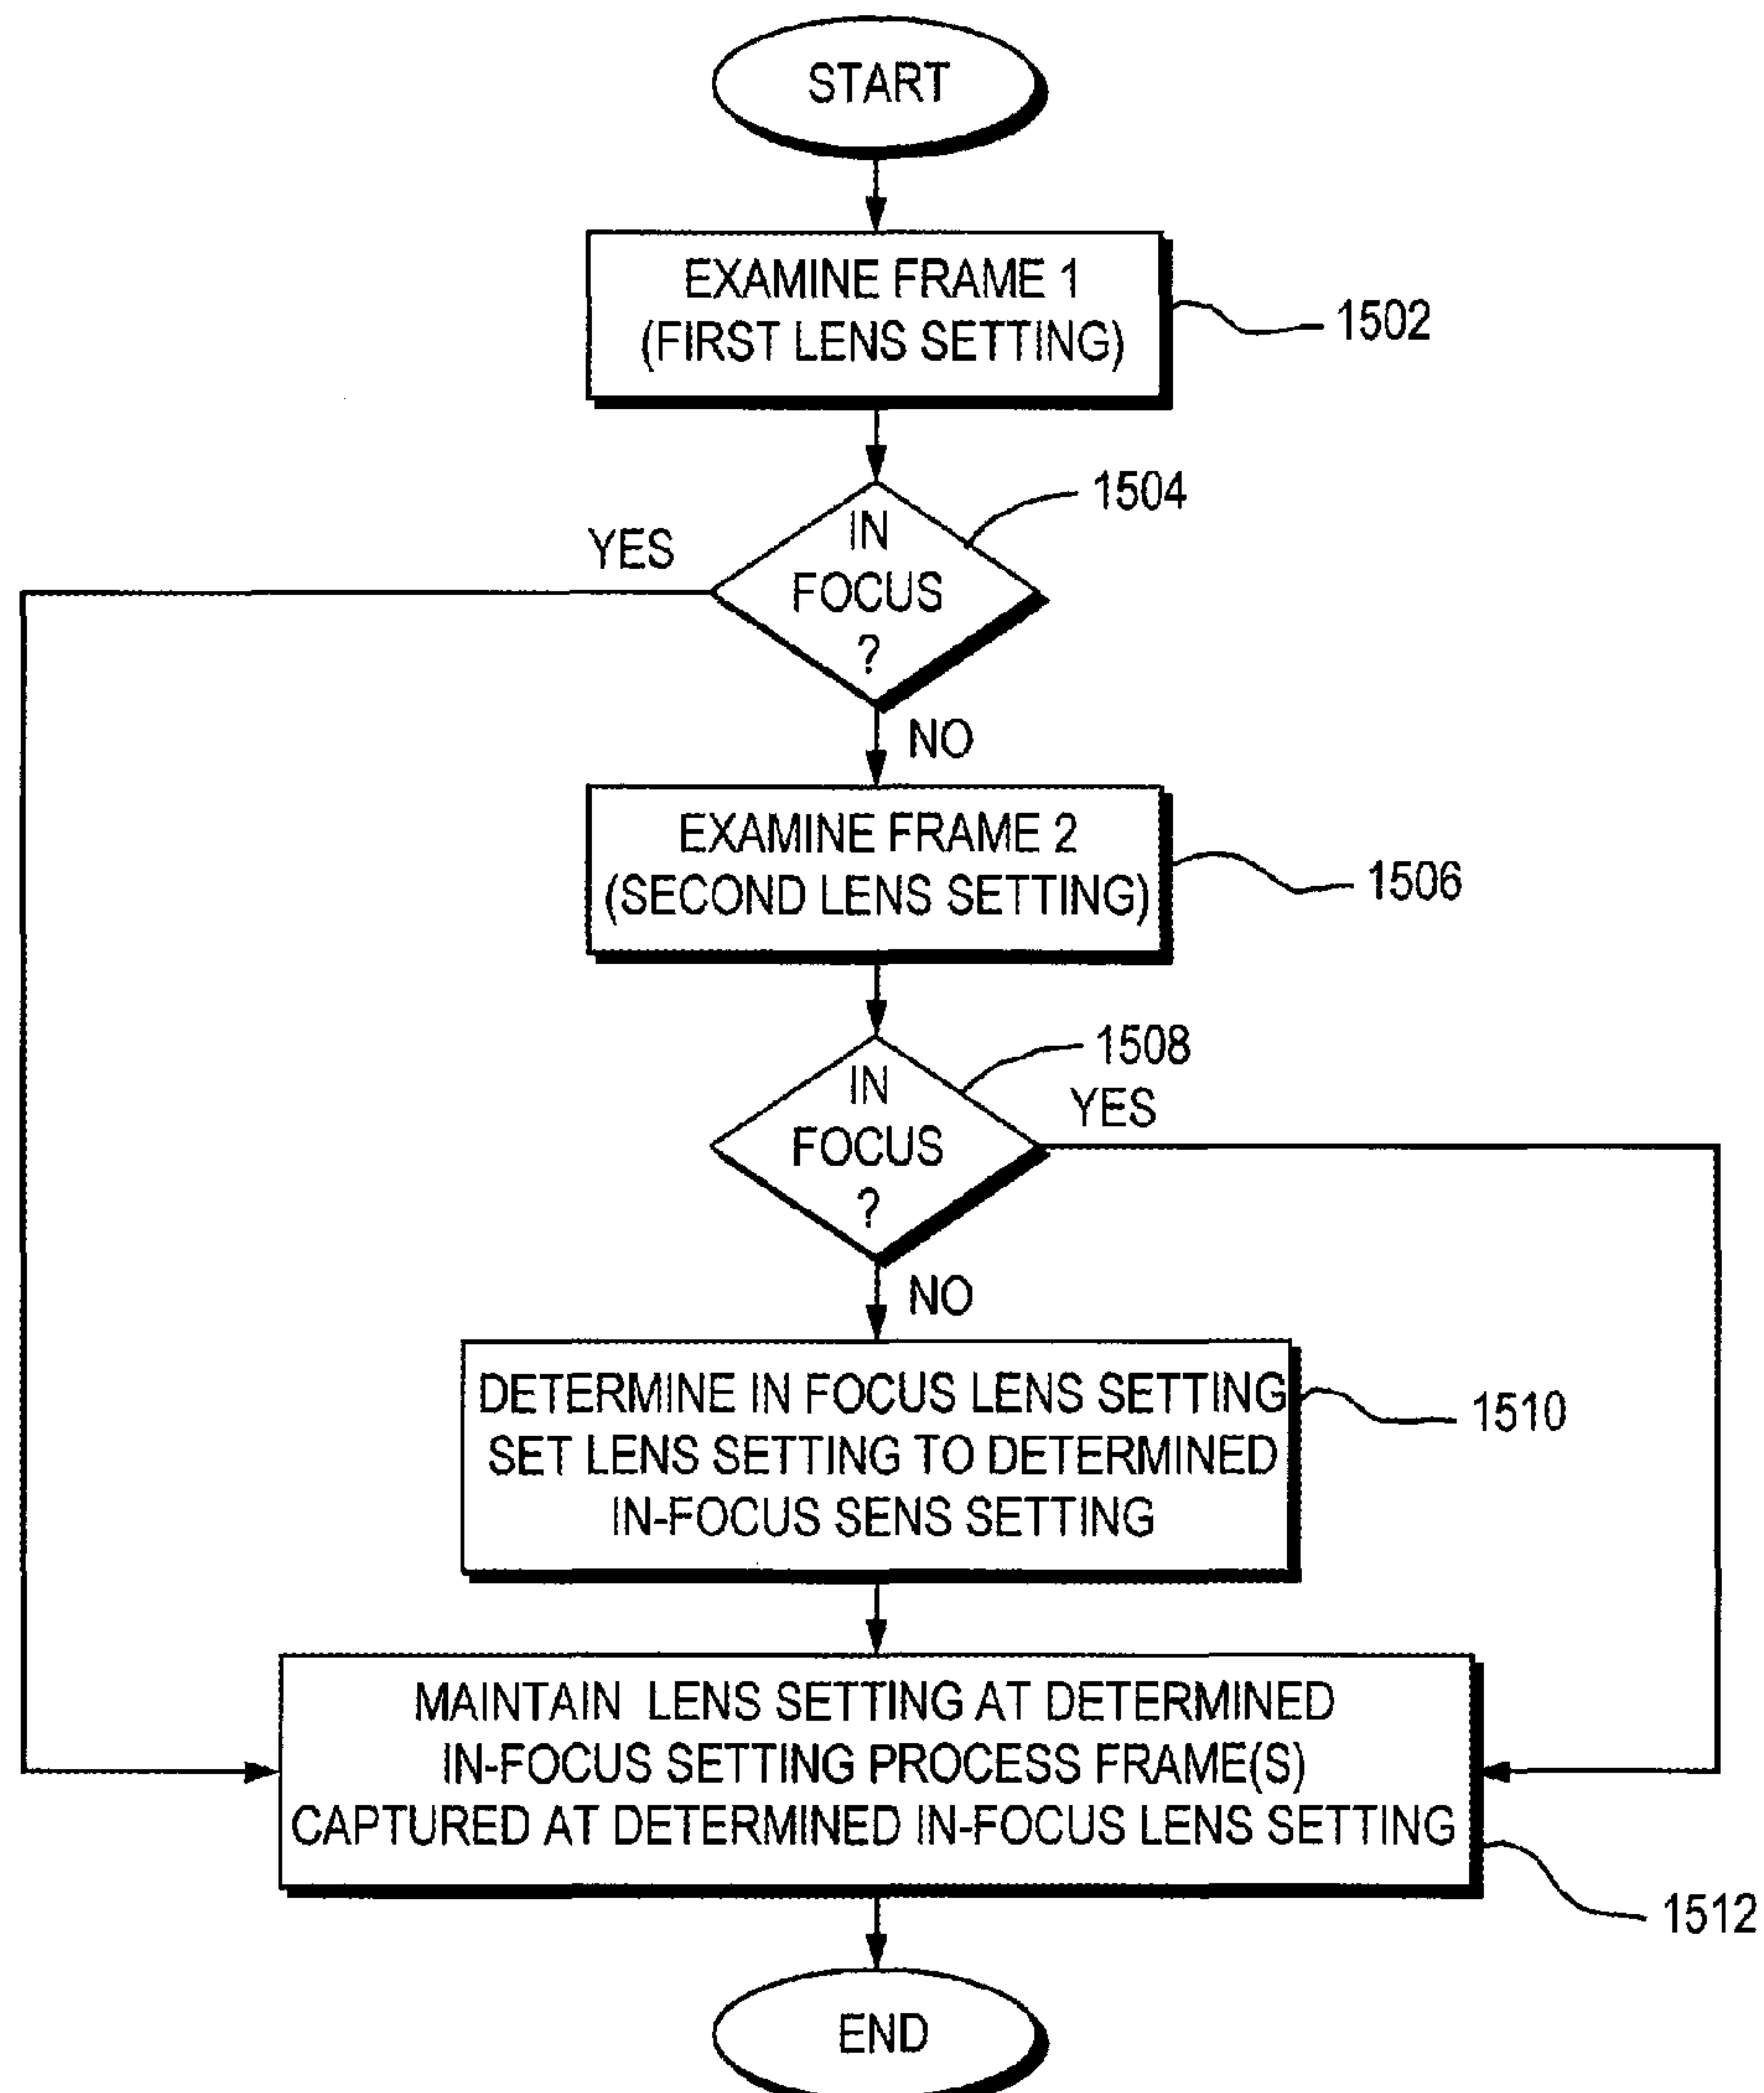 START
EXAMINE FRAME 1
(FIRST LENS SETTING)
1502
1504
IN
FOCUS
?
YES
NO
EXAMINE FRAME 2
(SECOND LENS SETTING)
1506
1508
IN
FOCUS
?
YES
NO
DETERMINE IN FOCUS LENS SETTING
SET LENS SETTING TO DETERMINED
IN-FOCUS SENS SETTING
1510
MAINTAIN LENS SETTING AT DETERMINED
IN-FOCUS SETTING PROCESS FRAME(S)
CAPTURED AT DETERMINED IN-FOCUS LENS SETTING
1512
END